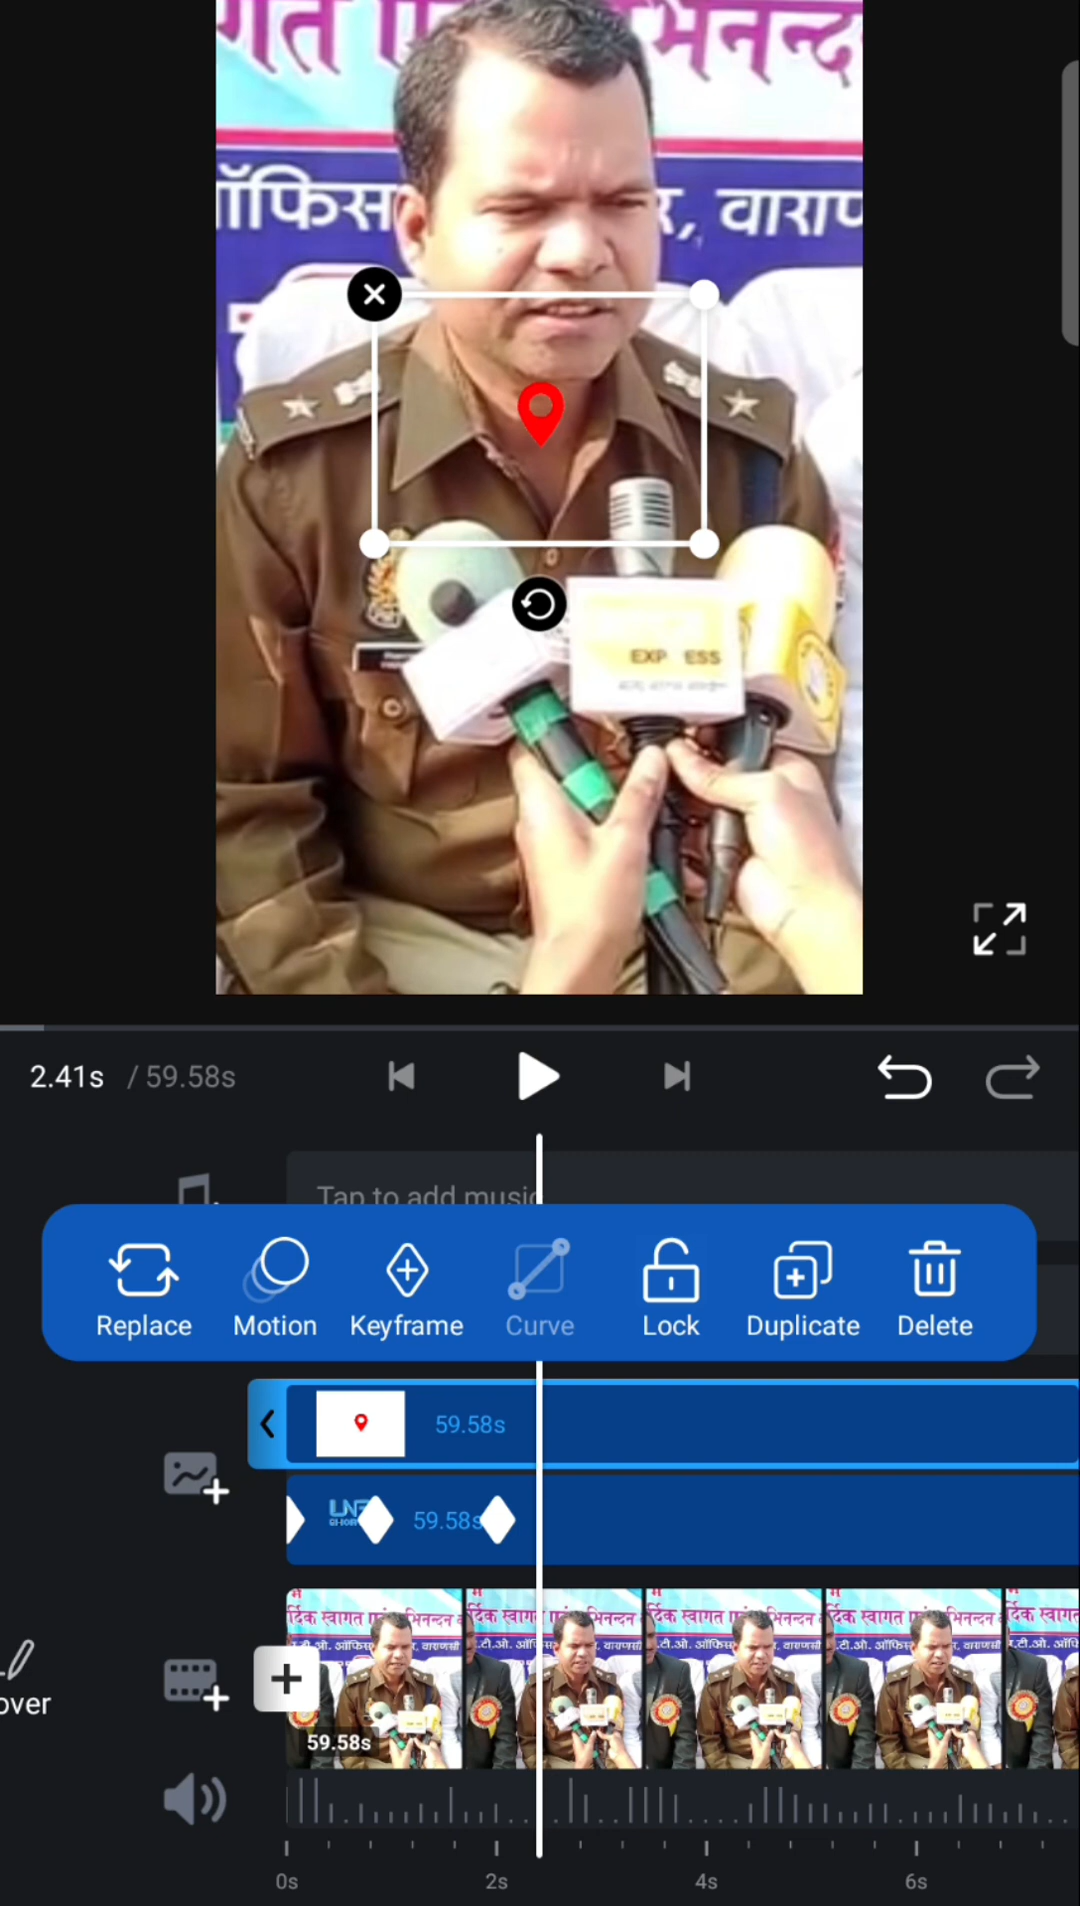 गत
भिनन्द
ऑफिस
र, वाराण
EXP ESS
2.41s / 59.58s
Tap to add music
Replace Motion Keyframe Curve Lock Duplicate Delete
59.58s
59.58s
over
59.58s
0s 2s 4s 6s